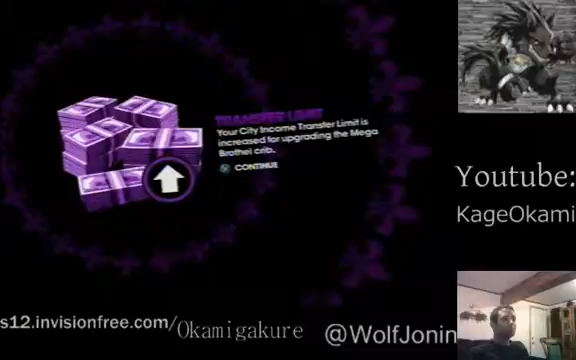 TRANSFER LIMIT
Your City Income Transfer Limit is
increased for upgrading the Mega
Brothel crib.
CONTINUE
Youtube:
KageOkami
s12.invisionfree.com/Okamigakure
@WolfJonin